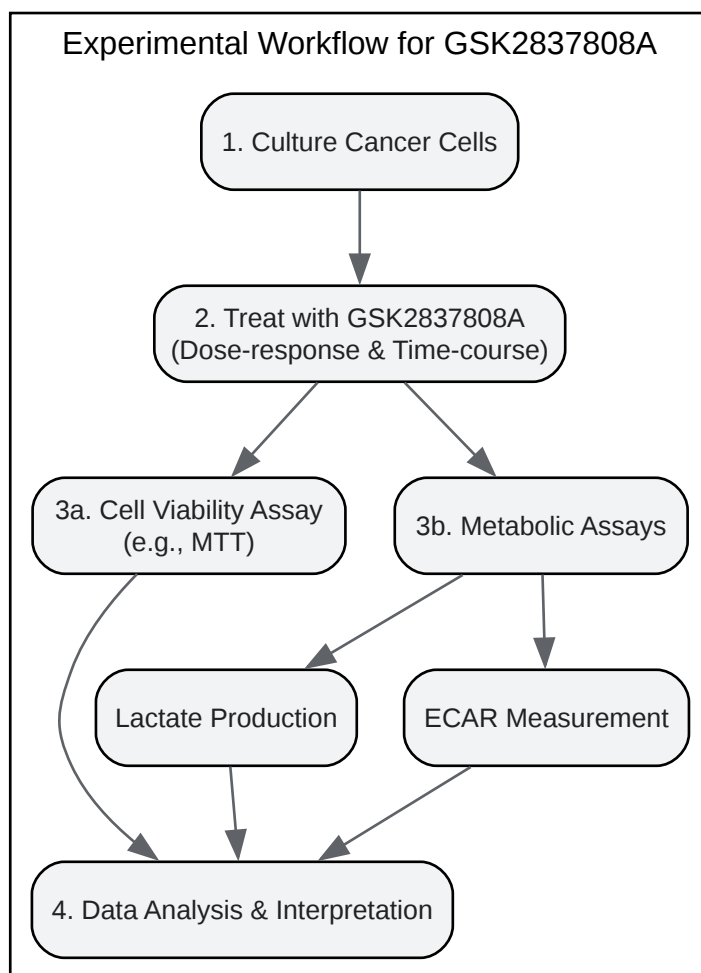 Experimental Workflow for GSK2837808A
1. Culture Cancer Cells
2. Treat with GSK2837808A
(Dose-response & Time-course)
3a. Cell Viability Assay
(e.g., MTT)
3b. Metabolic Assays
Lactate Production
ECAR Measurement
4. Data Analysis & Interpretation